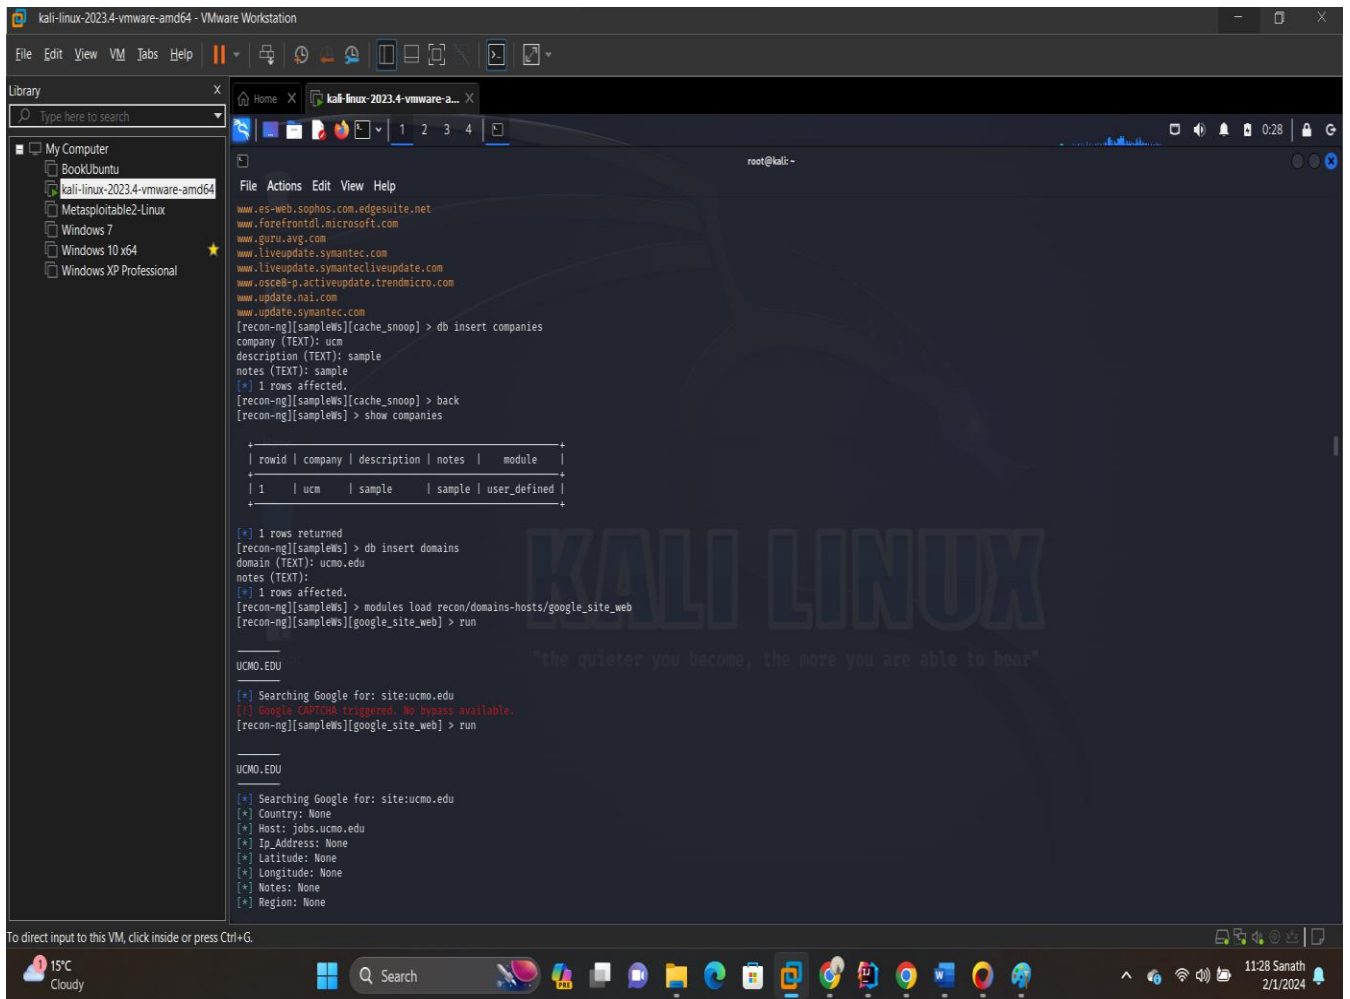 kali-linux-2023.4-vmware-amd64 - VMware Workstation
File Edit View VM Tabs Help
Library X
Home X kali-linux-2023.4-vmware-a... X
Type here to search
1 2 3 4 0:28
My Computer
BookUbuntu
kali-linux-2023.4-vmware-amd64
Metasploitable2-Linux
Windows 7
Windows 10 x64
Windows XP Professional
root@kali: ~
File Actions Edit View Help
www.es-web.sophos.com.edgesuite.net
www.forefrontdl.microsoft.com
www.guru.avg.com
www.liveupdate.symantec.com
www.liveupdate.symantecliveupdate.com
www.osce8-p.activeupdate.trendmicro.com
www.update.nai.com
www.update.symantec.com
[recon-ng][sampleWs][cache_snoop] > db insert companies
company (TEXT): ucm
description (TEXT): sample
notes (TEXT): sample
[*] 1 rows affected.
[recon-ng][sampleWs][cache_snoop] > back
[recon-ng][sampleWs] > show companies
| rowid | company | description | notes | module |
| 1 | ucm | sample | sample | user_defined |
[*] 1 rows returned
[recon-ng][sampleWs] > db insert domains
domain (TEXT): ucmo.edu
notes (TEXT):
[*] 1 rows affected.
[recon-ng][sampleWs] > modules load recon/domains-hosts/google_site_web
[recon-ng][sampleWs][google_site_web] > run
KALI LINUX
"the quieter you become, the more you are able to hear"
UCMO.EDU
[*] Searching Google for: site:ucmo.edu
[!] Google CAPTCHA triggered. No bypass available.
[recon-ng][sampleWs][google_site_web] > run
UCMO.EDU
[*] Searching Google for: site:ucmo.edu
[*] Country: None
[*] Host: jobs.ucmo.edu
[*] Ip_Address: None
[*] Latitude: None
[*] Longitude: None
[*] Notes: None
[*] Region: None
To direct input to this VM, click inside or press Ctrl+G.
1 15°C
Cloudy
Search
PRE
11:28 Sanath
2/1/2024